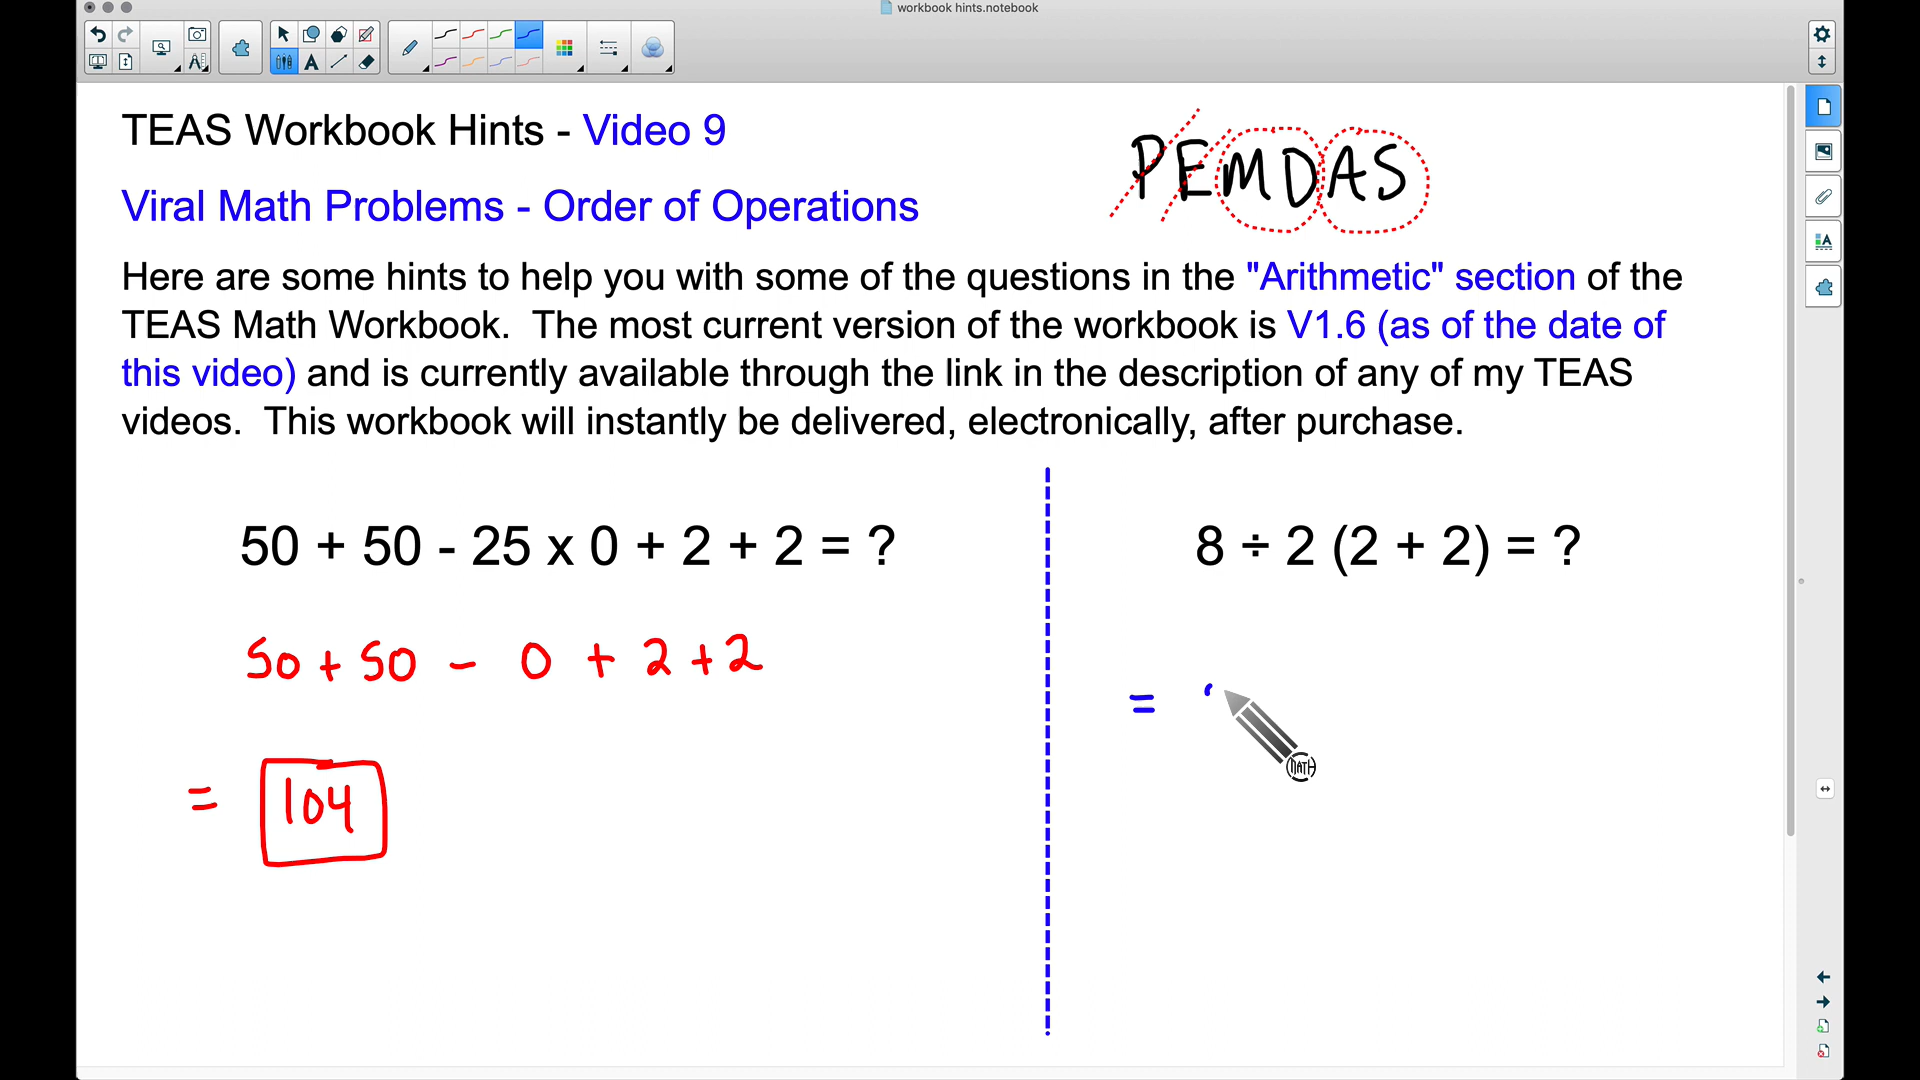 workbook hints.notebook
TEAS Workbook Hints - Video 9
PEMDAS
Viral Math Problems - Order of Operations
Here are some hints to help you with some of the questions in the "Arithmetic" section of the
TEAS Math Workbook.  The most current version of the workbook is V1.6 (as of the date of
this video) and is currently available through the link in the description of any of my TEAS
videos.  This workbook will instantly be delivered, electronically, after purchase.
50 + 50 - 25 x 0 + 2 + 2 = ?
50 + 50 - 0 + 2 + 2
= 104
8 ÷ 2 (2 + 2) = ?
=
MATH